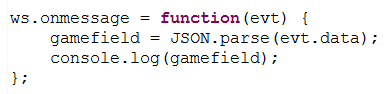 ws.onmessage = function(evt) {
    gamefield = JSON.parse(evt.data);
    console.log(gamefield);
};